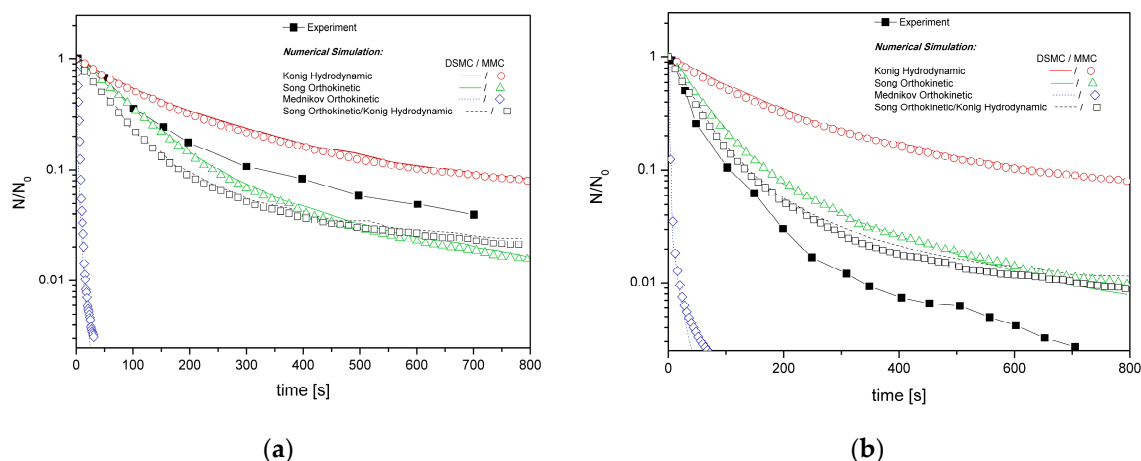 Experiment
Numerical Simulation:
DSMC / MMC
Konig Hydrodynamic /
Song Orthokinetic /
Mednikov Orthokinetic /
Song Orthokinetic/Konig Hydrodynamic /
N/N0
1
0.1
0.01
0 100 200 300 400 500 600 700 800
time [s]
(a)
Experiment
Numerical Simulation:
DSMC / MMC
Konig Hydrodynamic /
Song Orthokinetic /
Mednikov Orthokinetic /
Song Orthokinetic/Konig Hydrodynamic /
N/N0
1
0.1
0.01
0 200 400 600 800
time [s]
(b)